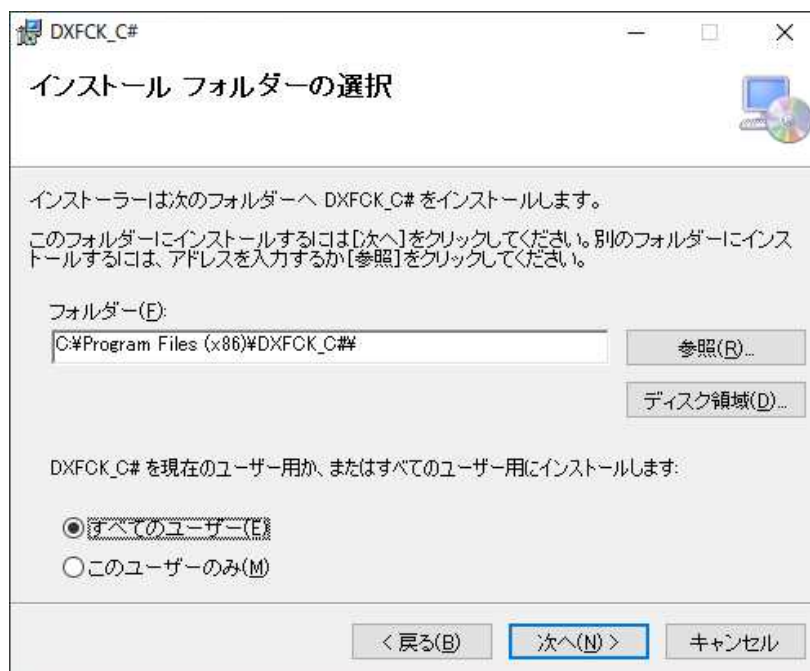 DXFCK_C#
インストール フォルダーの選択
インストーラーは次のフォルダーへ DXFCK_C# をインストールします。
このフォルダーにインストールするには[次へ]をクリックしてください。別のフォルダーにインス
トールするには、アドレスを入力するか[参照]をクリックしてください。
フォルダー(F):
C:¥Program Files (x86)¥DXFCK_C#¥
参照(R)...
ディスク領域(D)...
DXFCK_C# を現在のユーザー用か、またはすべてのユーザー用にインストールします:
すべてのユーザー(E)
このユーザーのみ(M)
< 戻る(B)
次へ(N) >
キャンセル